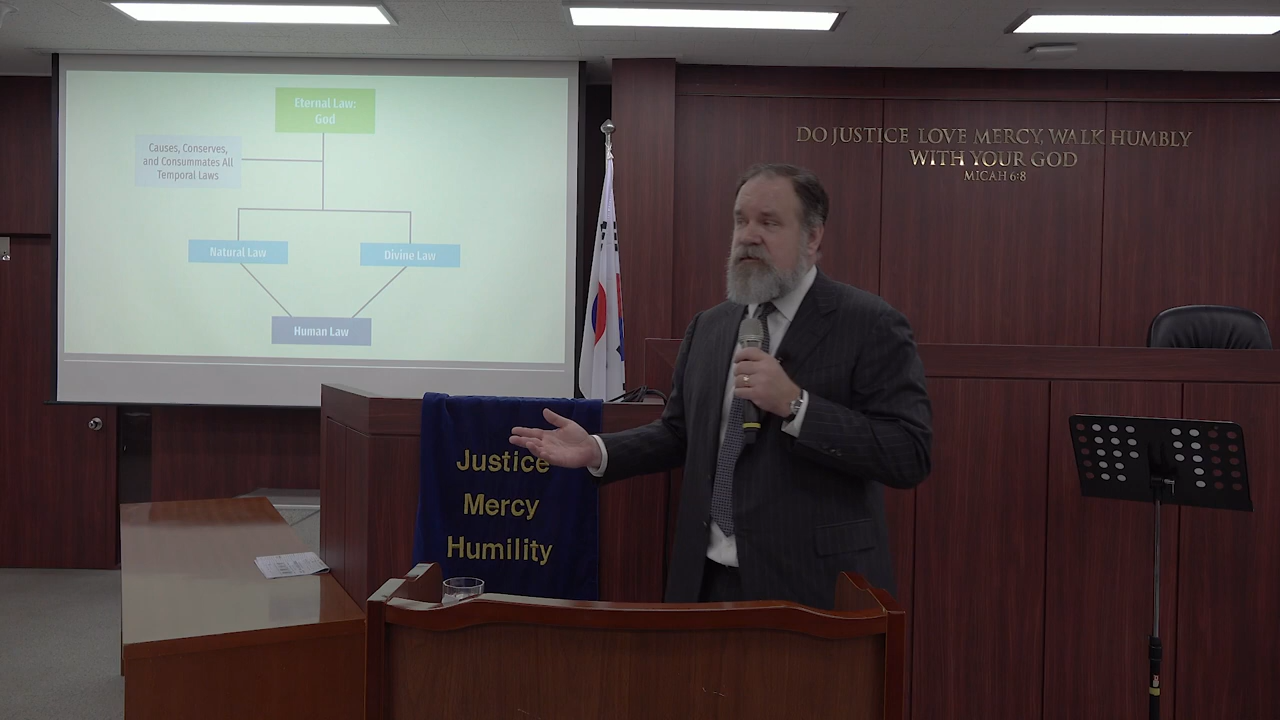 Eternal Law:
God
Causes, Conserves,
and Consummates All
Temporal Laws
Natural Law
Divine Law
Human Law
DO JUSTICE LOVE MERCY, WALK HUMBLY
WITH YOUR GOD
MICAH 6:8
Justice
Mercy
Humility